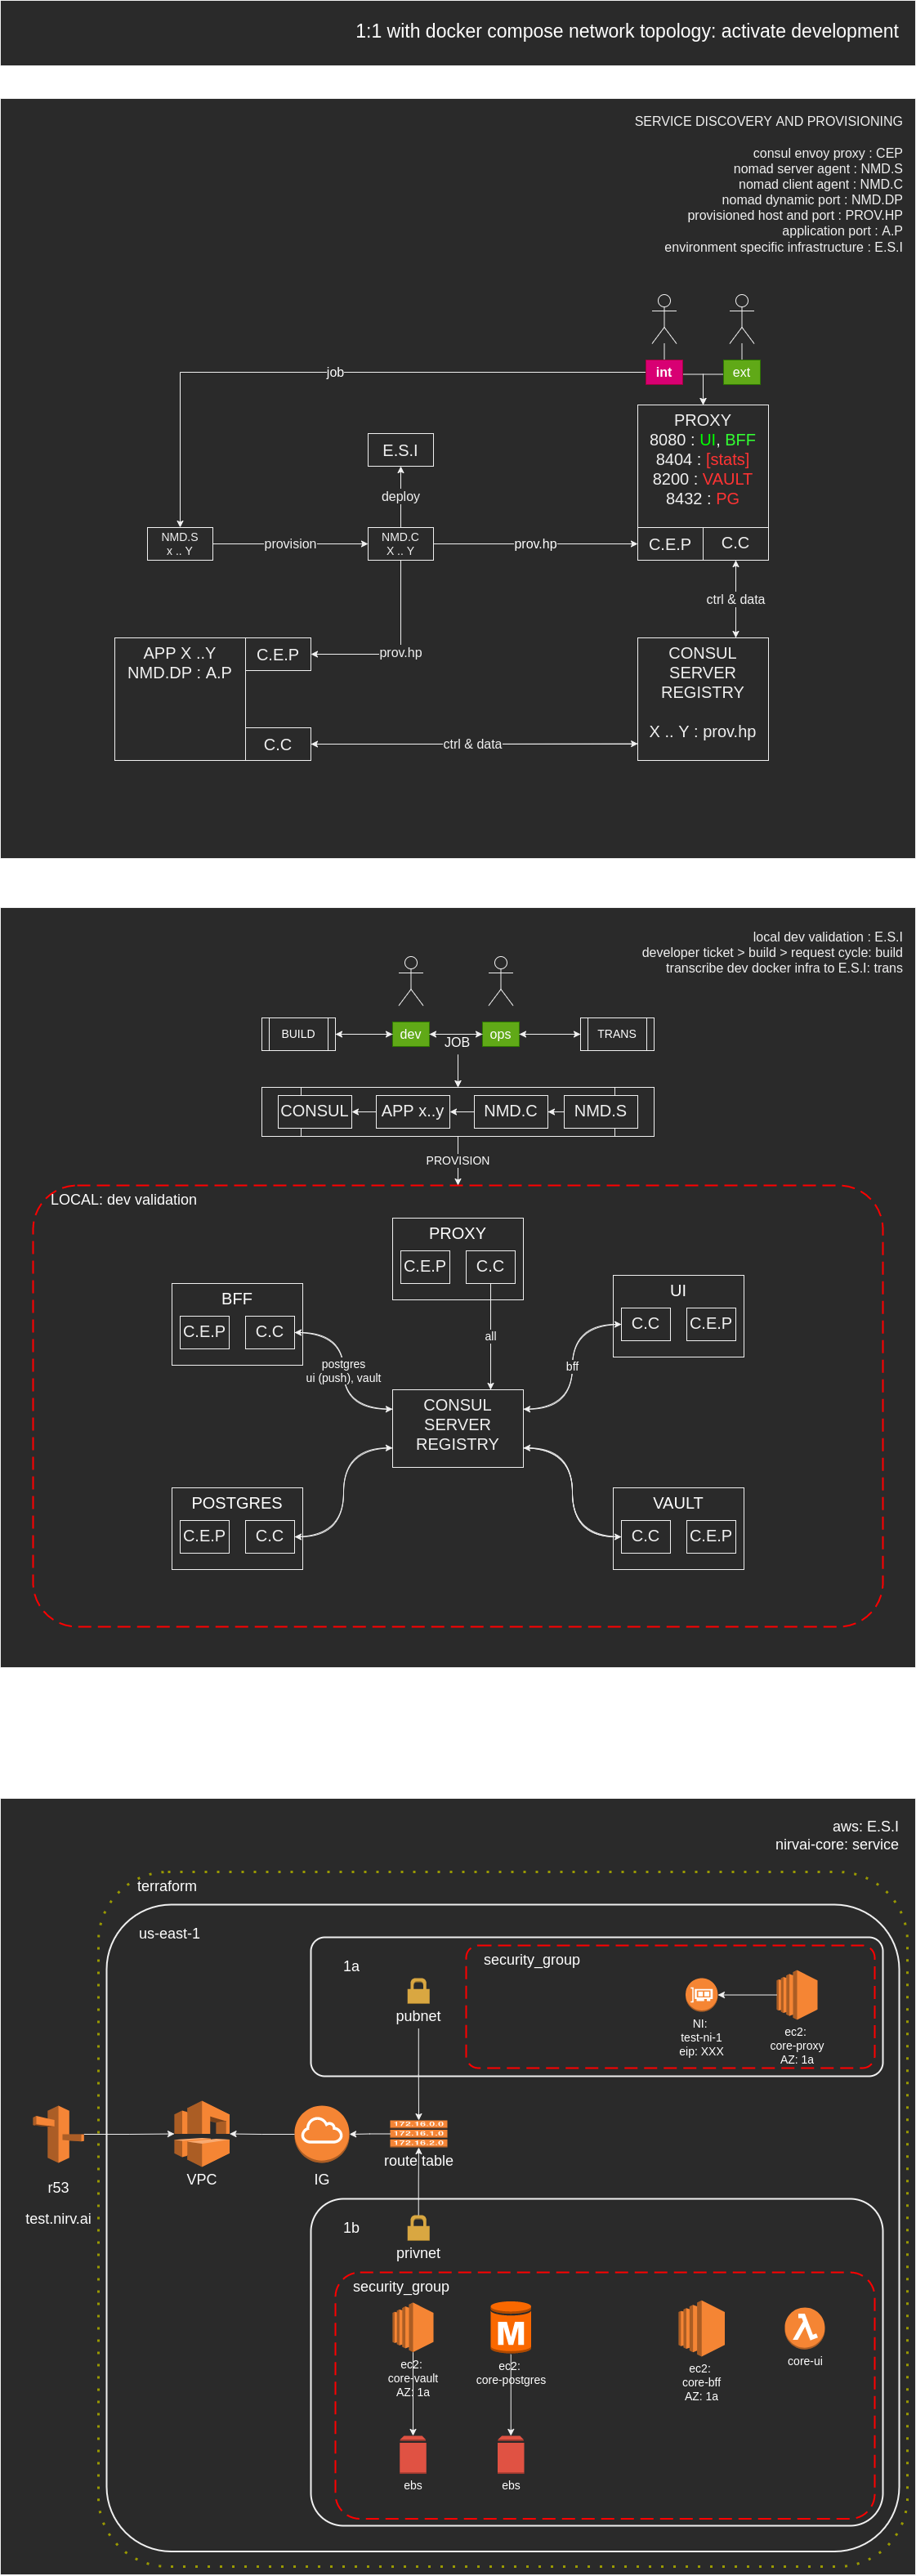 1:1 with docker compose network topology: activate development
SERVICE DISCOVERY AND PROVISIONING
consul envoy proxy : CEP
nomad server agent : NMD.S
nomad client agent : NMD.C
nomad dynamic port : NMD.DP
provisioned host and port : PROV.HP
application port : A.P
environment specific infrastructure : E.S.I
int
ext
job
PROXY
8080 : UI, BFF
8404 : [stats]
8200 : VAULT
8432 : PG
E.S.I
deploy
NMD.S
x .. Y
provision
NMD.C
X .. Y
prov.hp
C.E.P
C.C
ctrl & data
APP X ..Y
NMD.DP : A.P
C.E.P
prov.hp
CONSUL
SERVER
REGISTRY
X .. Y : prov.hp
C.C
ctrl & data
local dev validation : E.S.I
developer ticket > build > request cycle: build
transcribe dev docker infra to E.S.I: trans
BUILD
dev
ops
TRANS
JOB
CONSUL
APP x..y
NMD.C
NMD.S
PROVISION
LOCAL: dev validation
PROXY
C.E.P
C.C
BFF
C.E.P
C.C
UI
C.C
C.E.P
all
postgres
ui (push), vault
bff
CONSUL
SERVER
REGISTRY
POSTGRES
C.E.P
C.C
VAULT
C.C
C.E.P
aws: E.S.I
nirvai-core: service
terraform
us-east-1
1a
security_group
pubnet
NI:
test-ni-1
eip: XXX
ec2:
core-proxy
AZ: 1a
172.16.0.0
172.16.1.0
172.16.2.0
route table
r53
test.nirv.ai
VPC
IG
1b
privnet
security_group
M
ec2:
core-vault
AZ: 1a
ec2:
core-postgres
ec2:
core-bff
AZ: 1a
λ
core-ui
ebs
ebs